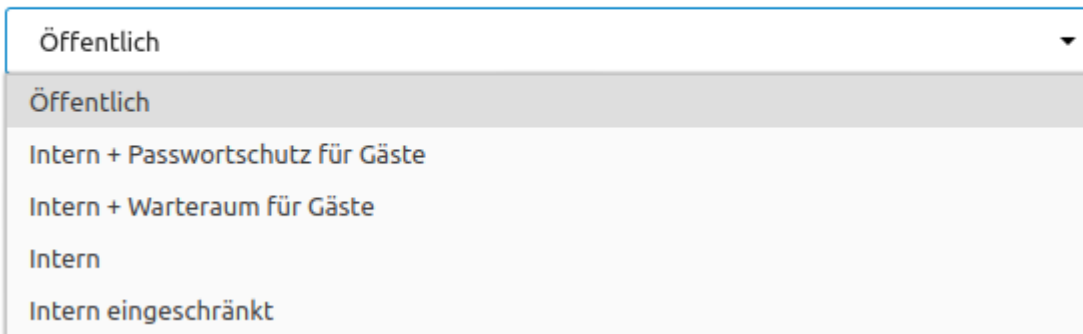 Öffentlich
Öffentlich
Intern + Passwortschutz für Gäste
Intern + Warteraum für Gäste
Intern
Intern eingeschränkt